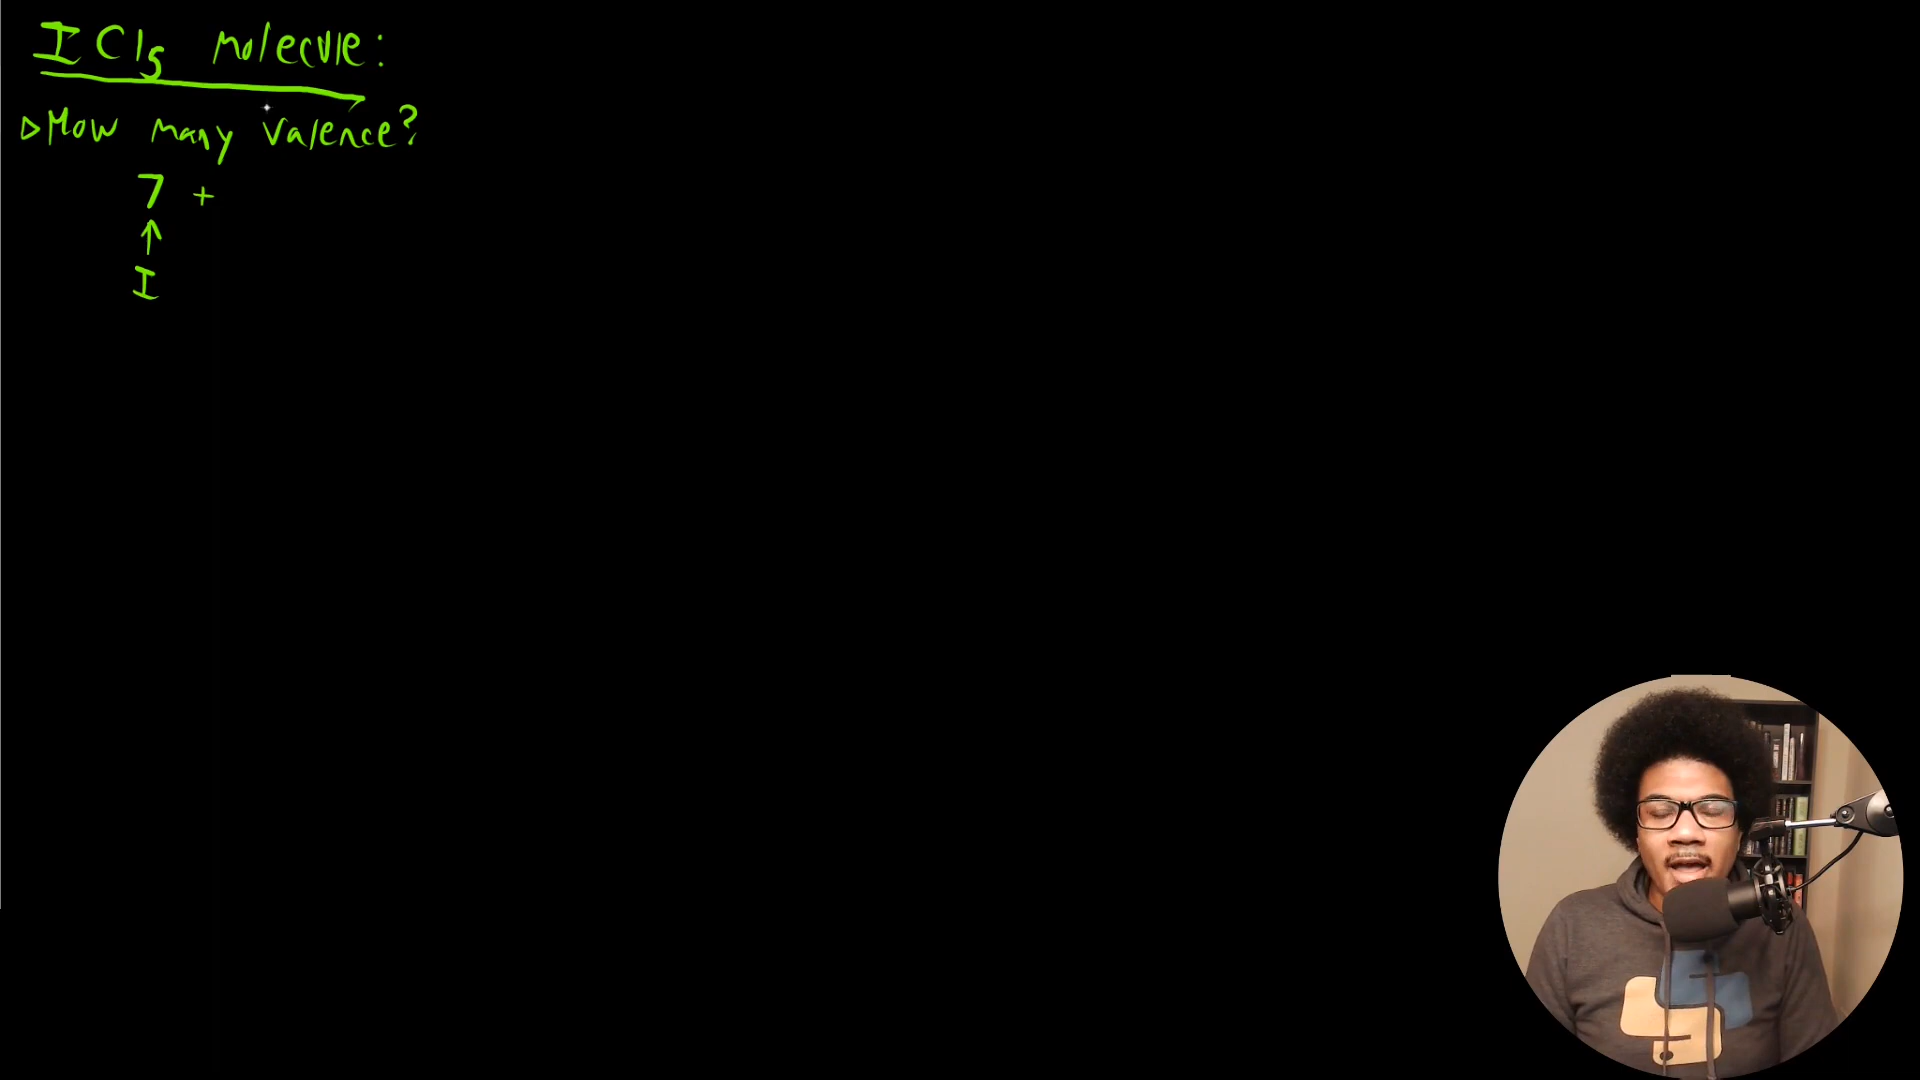 ICl5 Molecule:
▷How many valence?
7 +
↑
I